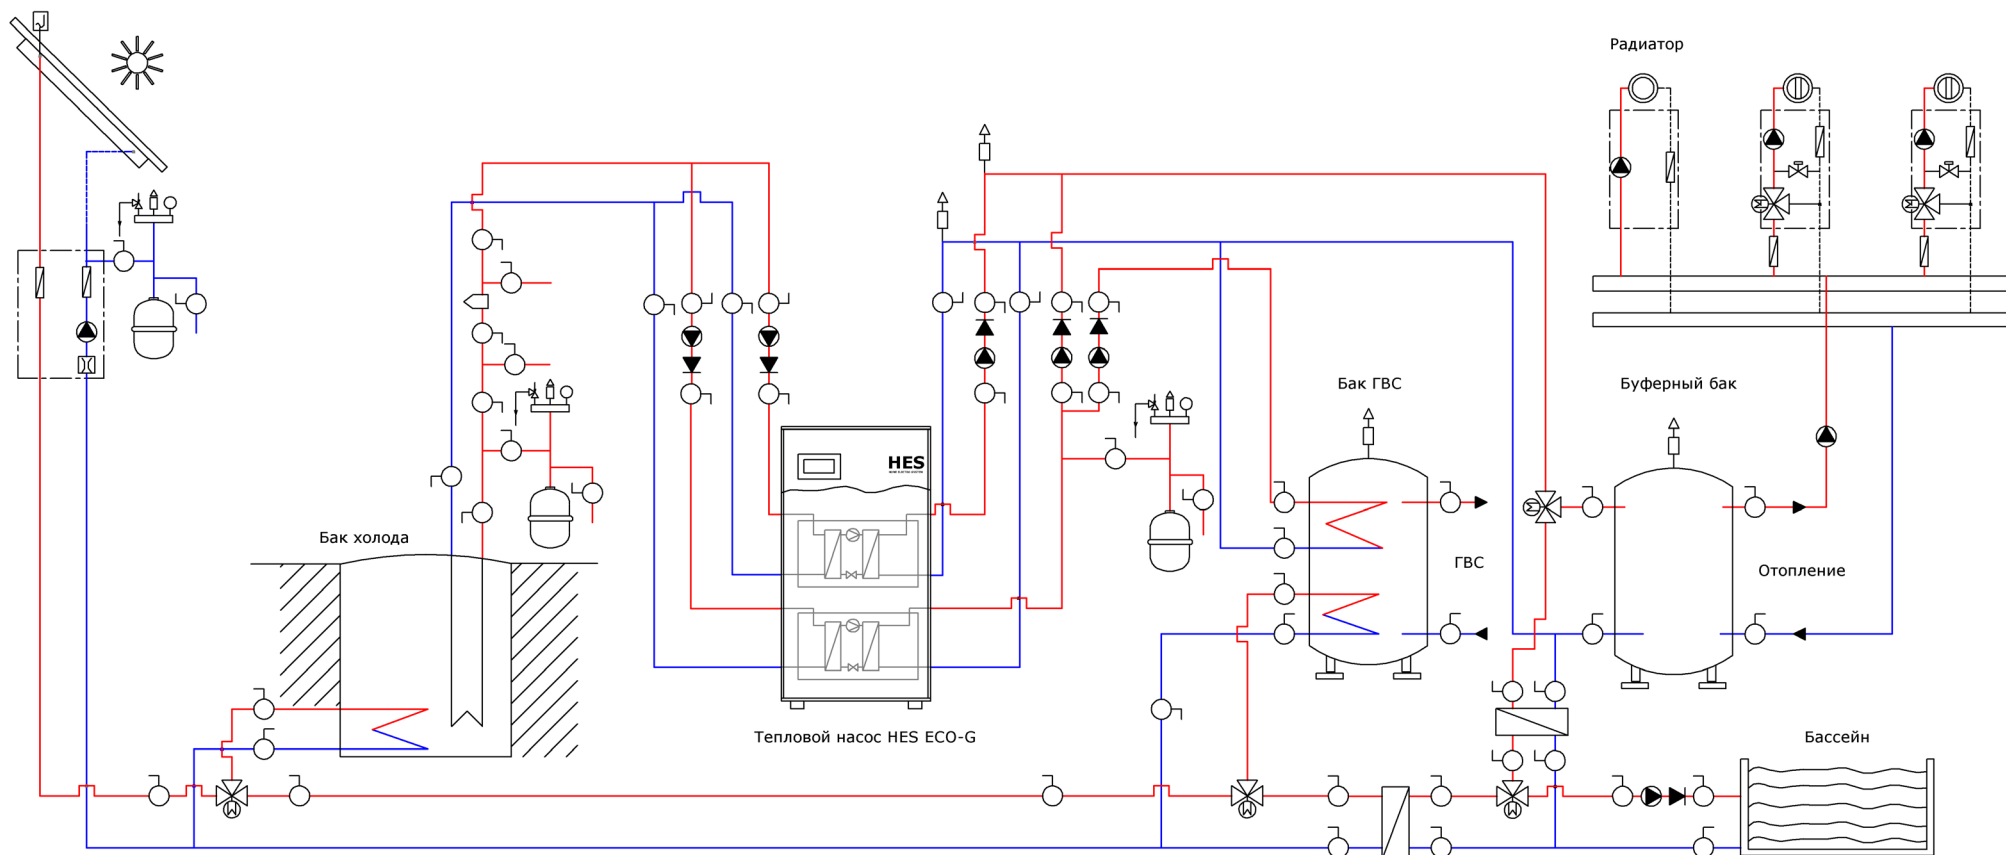 Радиатор
Бак ГВС
Буферный бак
HES
Бак холода
ГВС
Отопление
Тепловой насос HES ECO-G
Бассейн